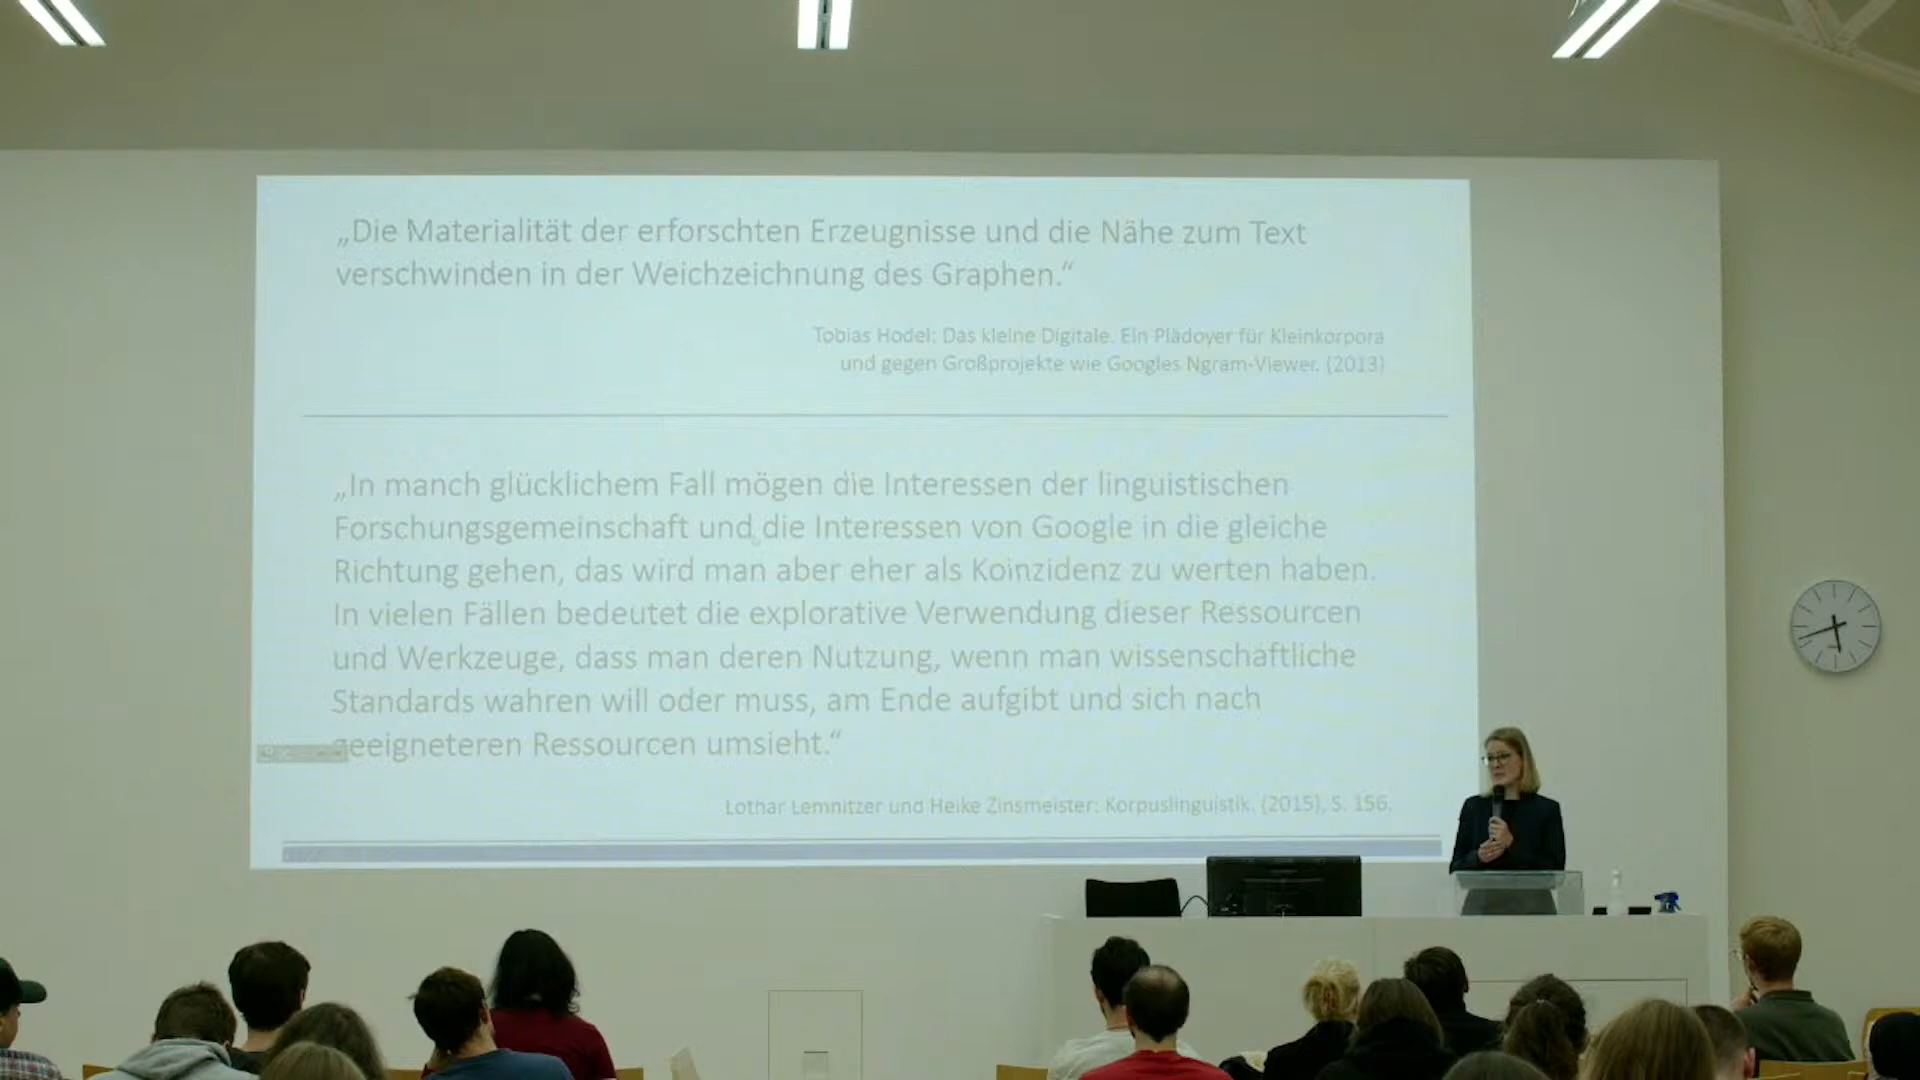 „Die Materialität der erforschten Erzeugnisse und die Nähe zum Text
verschwinden in der Weichzeichnung des Graphen.“
Tobias Hodel: Das kleine Digitale. Ein Plädoyer für Kleinkorpora
und gegen Großprojekte wie Googles Ngram-Viewer. (2013)
„In manch glücklichem Fall mögen die Interessen der linguistischen
Forschungsgemeinschaft und die Interessen von Google in die gleiche
Richtung gehen, das wird man aber eher als Koinzidenz zu werten haben.
In vielen Fällen bedeutet die explorative Verwendung dieser Ressourcen
und Werkzeuge, dass man deren Nutzung, wenn man wissenschaftliche
Standards wahren will oder muss, am Ende aufgibt und sich nach
geeigneteren Ressourcen umsieht.“
Lothar Lemnitzer und Heike Zinsmeister: Korpuslinguistik. (2015), S. 156.